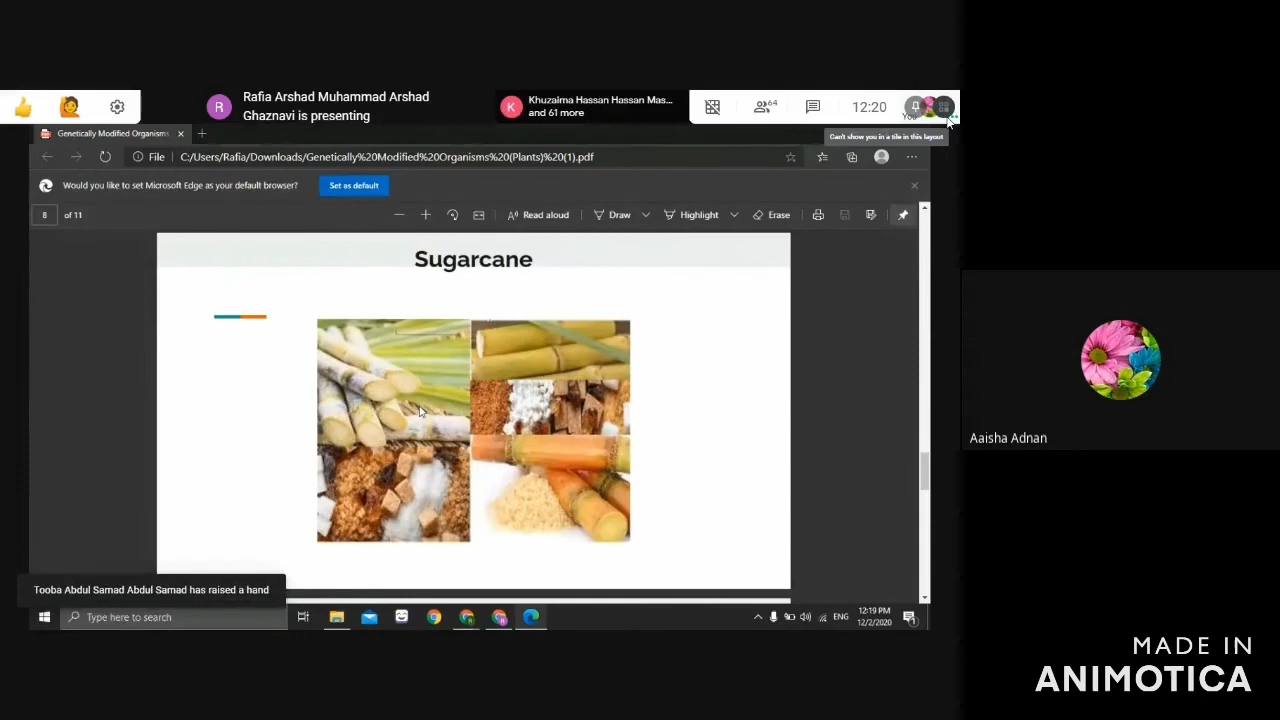 R
Rafia Arshad Muhammad Arshad
Ghaznavi is presenting
K
Khuzaima Hassan Hassan Mas...
and 61 more
64
12:20
You
Can't show you in a tile in this layout
Genetically Modified Organisms
File
C:/Users/Rafia/Downloads/Genetically%20Modified%20Organisms%20(Plants)%20(1).pdf
Would you like to set Microsoft Edge as your default browser?
Set as default
8
of 11
Read aloud
Draw
Highlight
Erase
Sugarcane
Aaisha Adnan
Tooba Abdul Samad Abdul Samad has raised a hand
Type here to search
ENG
12:19 PM
12/2/2020
MADE IN
ANIMOTICA